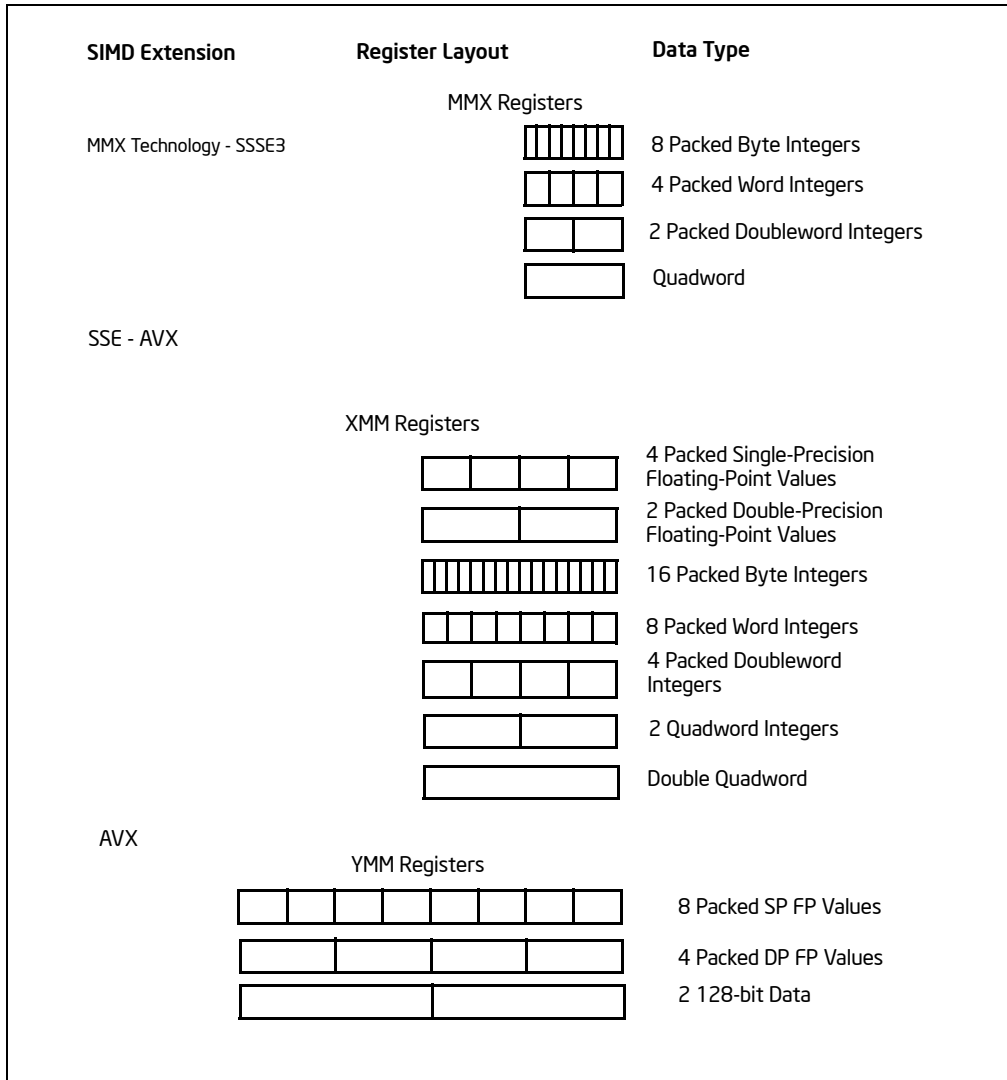 SIMD Extension Register Layout Data Type
MMX Registers
MMX Technology - SSSE3
8 Packed Byte Integers
4 Packed Word Integers
2 Packed Doubleword Integers
Quadword
SSE - AVX
XMM Registers
4 Packed Single-Precision
Floating-Point Values
2 Packed Double-Precision
Floating-Point Values
16 Packed Byte Integers
8 Packed Word Integers
4 Packed Doubleword
Integers
2 Quadword Integers
Double Quadword
AVX
YMM Registers
8 Packed SP FP Values
4 Packed DP FP Values
2 128-bit Data